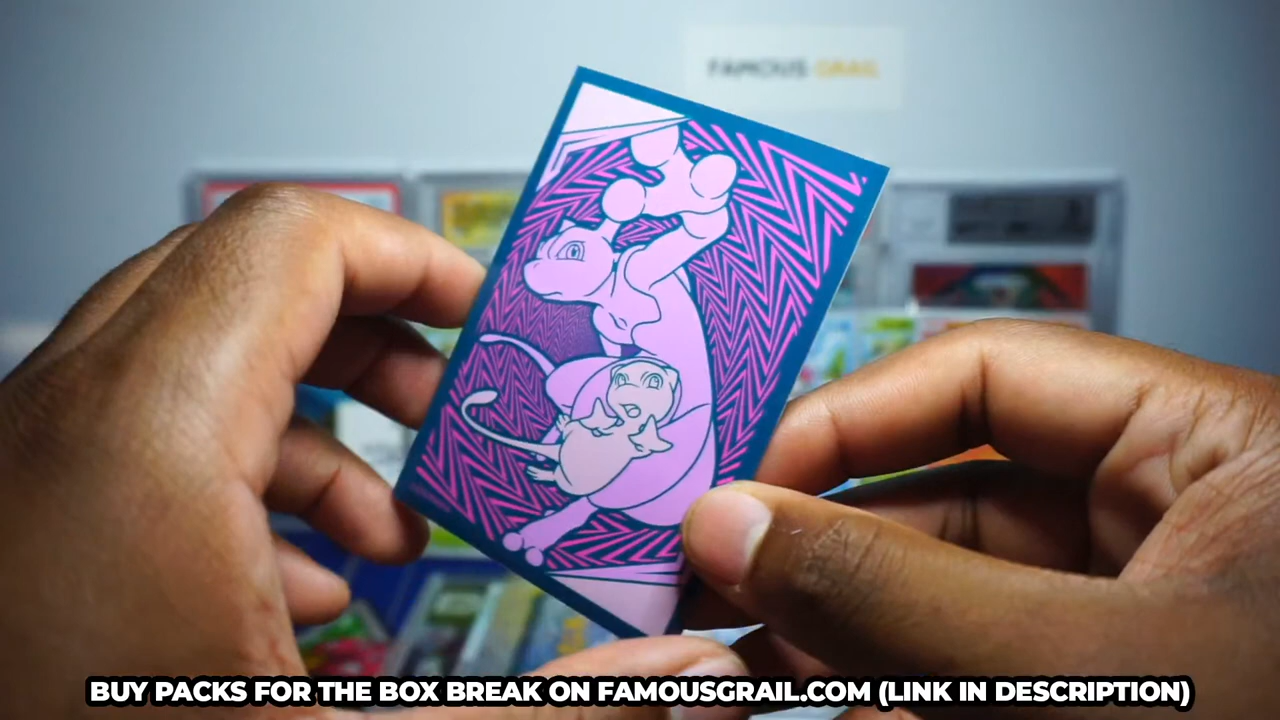 FAMOUS GRAIL
BUY PACKS FOR THE BOX BREAK ON FAMOUSGRAIL.COM (LINK IN DESCRIPTION)